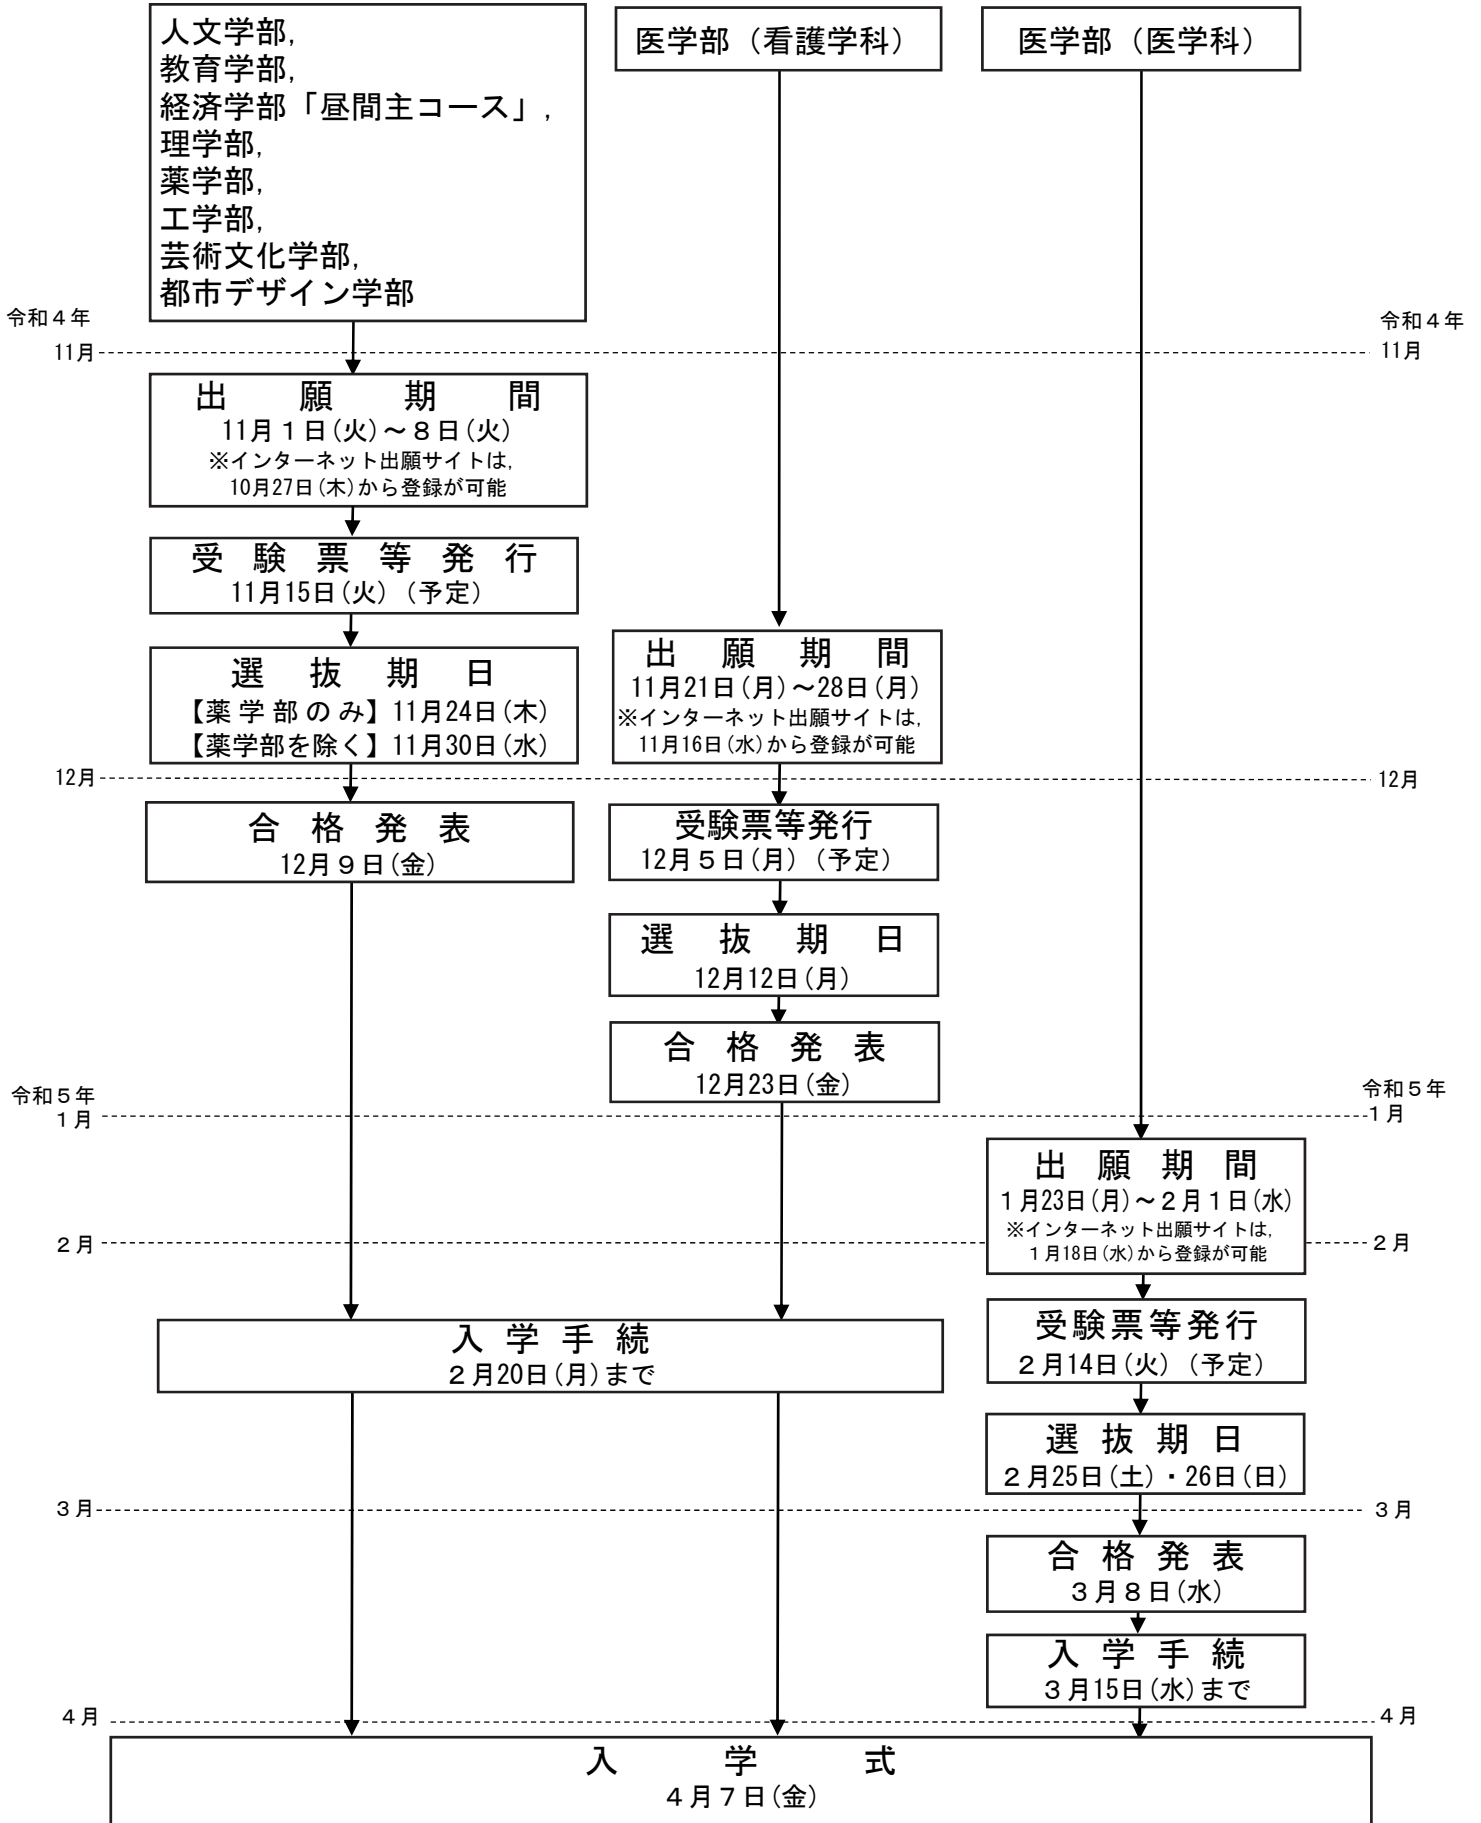 人文学部,
教育学部,
経済学部「昼間主コース」,
理学部,
薬学部,
工学部,
芸術文化学部,
都市デザイン学部
医学部（看護学科）
医学部（医学科）
令和４年
11月
令和４年
11月
出願期間
11月１日(火)～８日(火)
※インターネット出願サイトは,
10月27日(木)から登録が可能
受験票等発行
11月15日(火)（予定）
選抜期日
【薬学部のみ】11月24日(木)
【薬学部を除く】11月30日(水)
出願期間
11月21日(月)～28日(月)
※インターネット出願サイトは,
11月16日(水)から登録が可能
12月
12月
合格発表
12月９日(金)
受験票等発行
12月５日(月)（予定）
選抜期日
12月12日(月)
合格発表
12月23日(金)
令和５年
１月
令和５年
１月
出願期間
１月23日(月)～２月１日(水)
※インターネット出願サイトは,
１月18日(水)から登録が可能
２月
２月
入学手続
２月20日(月)まで
受験票等発行
２月14日(火)（予定）
選抜期日
２月25日(土)・26日(日)
３月
３月
合格発表
３月８日(水)
入学手続
３月15日(水)まで
４月
４月
入学式
４月７日(金)